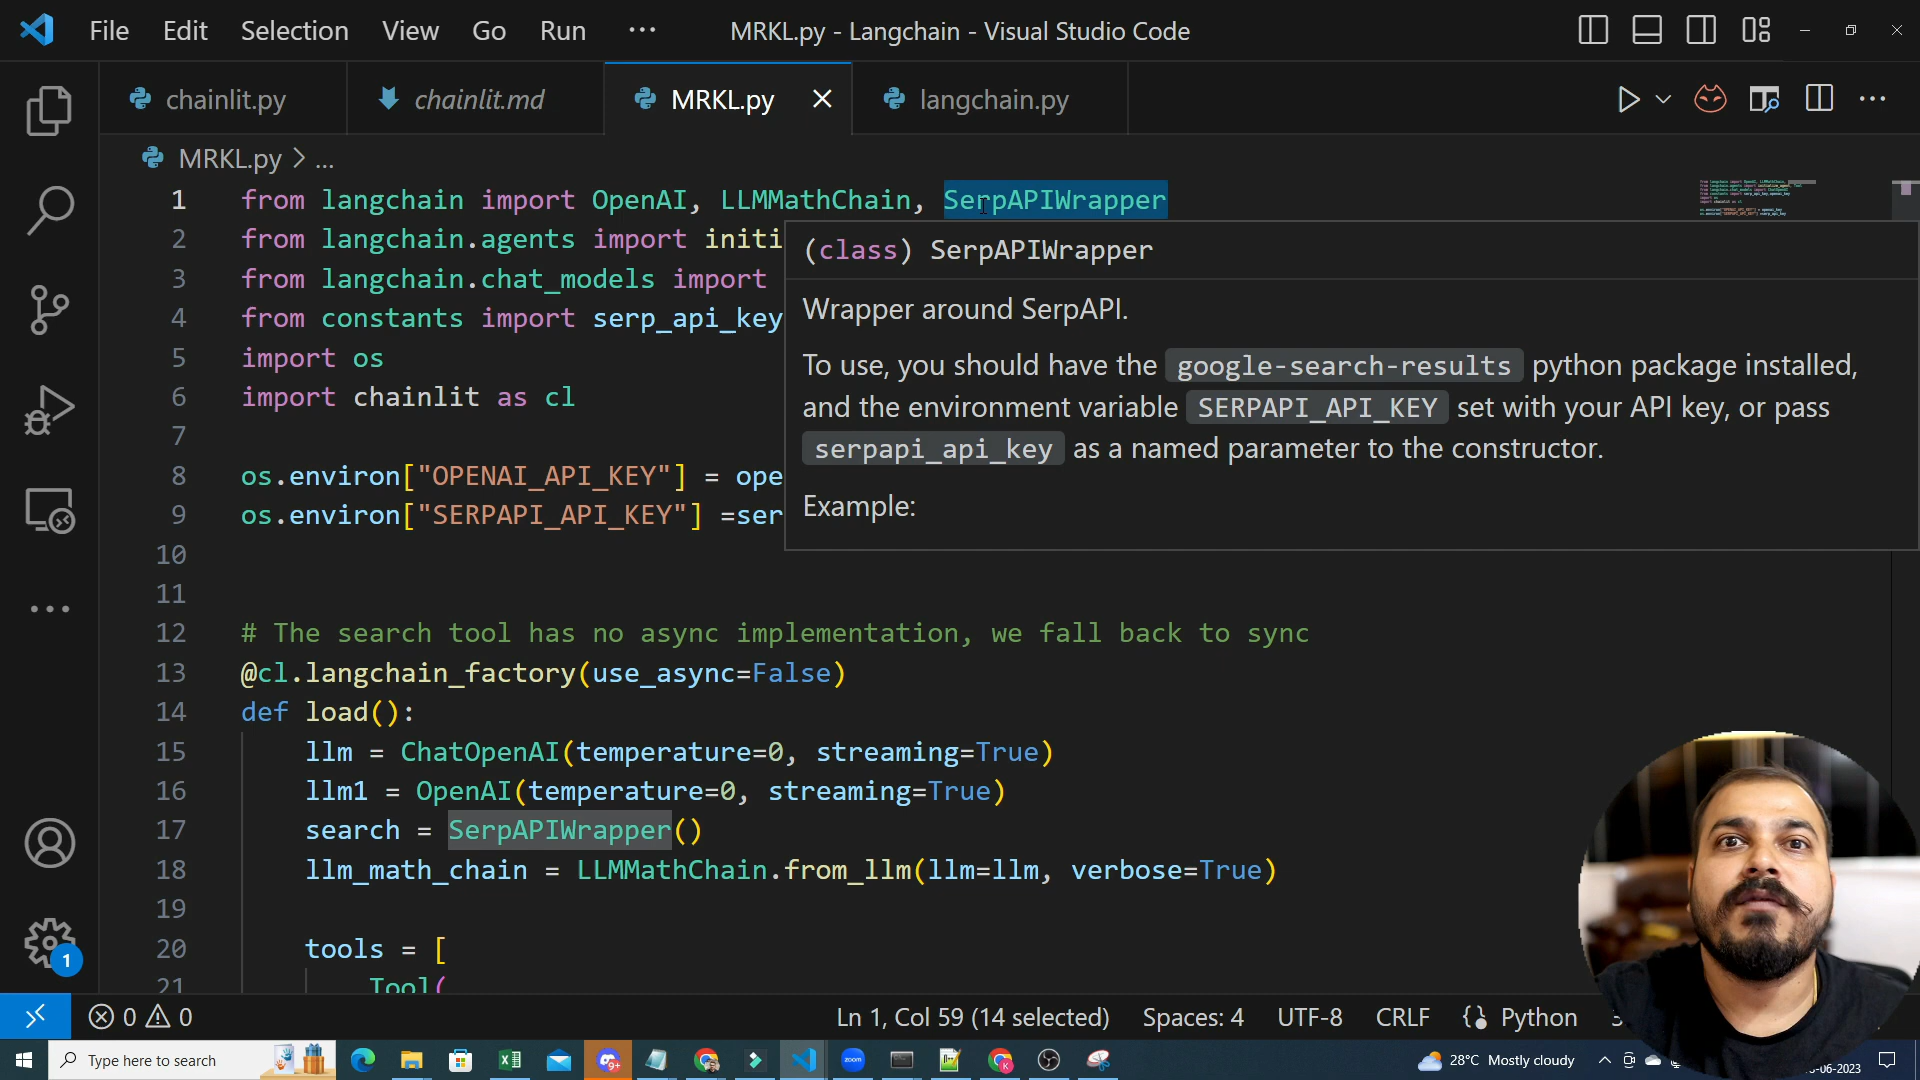 File Edit Selection View Go Run ··· MRKL.py - Langchain - Visual Studio Code
chainlit.py chainlit.md MRKL.py langchain.py
MRKL.py > ...
1 from langchain import OpenAI, LLMMathChain, SerpAPIWrapper
2 from langchain.agents import initi
3 from langchain.chat_models import
4 from constants import serp_api_key
5 import os
6 import chainlit as cl
7
8 os.environ["OPENAI_API_KEY"] = ope
9 os.environ["SERPAPI_API_KEY"] =ser
(class) SerpAPIWrapper
Wrapper around SerpAPI.
To use, you should have the google-search-results python package installed,
and the environment variable SERPAPI_API_KEY set with your API key, or pass
serpapi_api_key as a named parameter to the constructor.
Example:
10
11
12 # The search tool has no async implementation, we fall back to sync
13 @cl.langchain_factory(use_async=False)
14 def load():
15 llm = ChatOpenAI(temperature=0, streaming=True)
16 llm1 = OpenAI(temperature=0, streaming=True)
17 search = SerpAPIWrapper()
18 llm_math_chain = LLMMathChain.from_llm(llm=llm, verbose=True)
19
20 tools = [
21 Tool(
1
0 0 Ln 1, Col 59 (14 selected) Spaces: 4 UTF-8 CRLF Python
Type here to search 9+ zoom 28°C Mostly cloudy
-06-2023